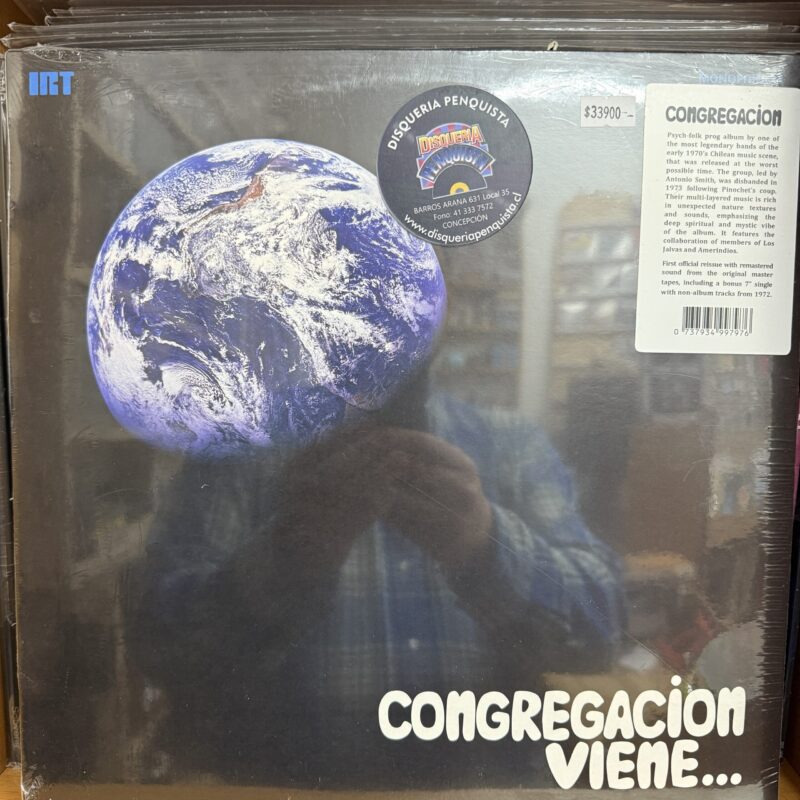 IRT
DISQUERIA PENQUISTA
DISQUERIA
PENQUISTA
BARROS ARANA 631 Local 35
Fono: 41 333 7572
CONCEPCIÓN
www.disqueriapenquista.cl
$33900.-
CONGREGACION
Psych-folk prog album by one of
the most legendary bands of the
early 1970's Chilean music scene,
that was released at the worst
possible time. The group, led by
Antonio Smith, was disbanded in
1973 following Pinochet's coup.
Their multi-layered music is rich
in unexpected nature textures
and sounds, emphasizing the
deep spiritual and mystic vibe
of the album. It features the
collaboration of members of Los
Jaivas and Amerindios.
First official reissue with remastered
sound from the original master
tapes, including a bonus 7" single
with non-album tracks from 1972.
0 737934 997976
CONGREGACION
VIENE...